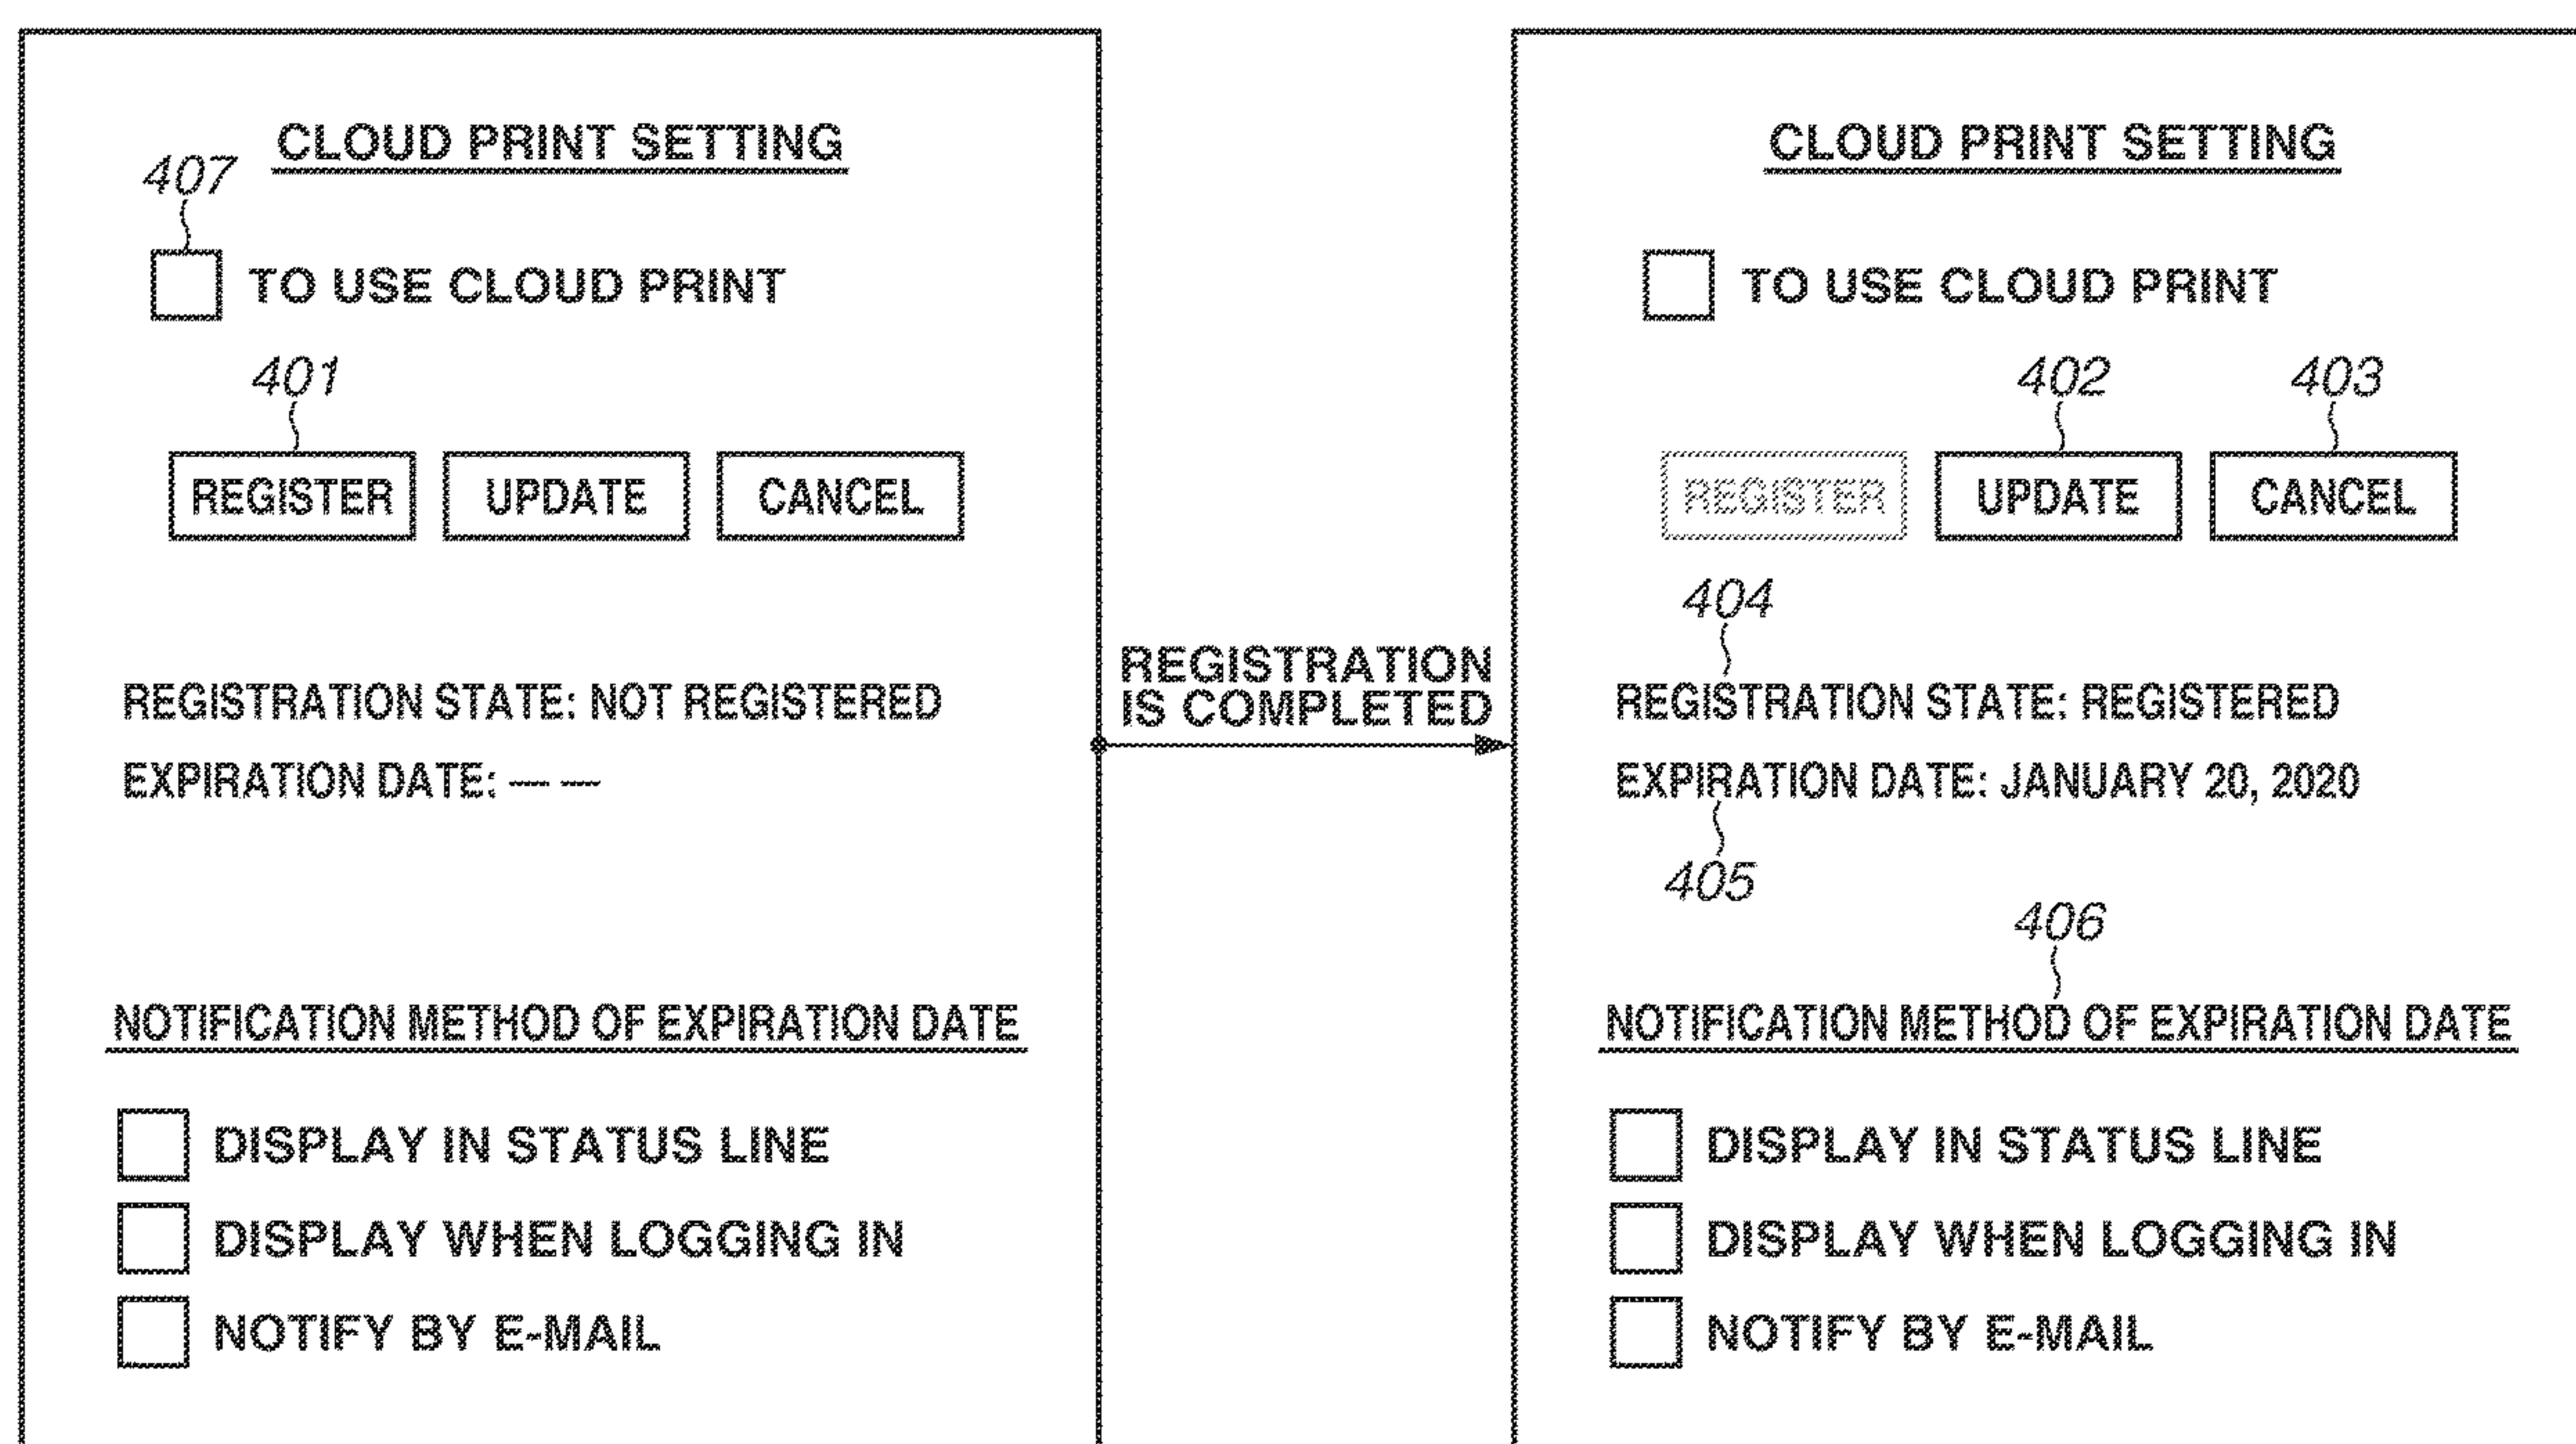 CLOUD PRINT SETTING
407
TO USE CLOUD PRINT
401
REGISTER UPDATE CANCEL
REGISTRATION STATE: NOT REGISTERED
EXPIRATION DATE: -- --
NOTIFICATION METHOD OF EXPIRATION DATE
DISPLAY IN STATUS LINE
DISPLAY WHEN LOGGING IN
NOTIFY BY E-MAIL
REGISTRATION
IS COMPLETED
CLOUD PRINT SETTING
TO USE CLOUD PRINT
402 403
REGISTER UPDATE CANCEL
404
REGISTRATION STATE: REGISTERED
EXPIRATION DATE: JANUARY 20, 2020
405
406
NOTIFICATION METHOD OF EXPIRATION DATE
DISPLAY IN STATUS LINE
DISPLAY WHEN LOGGING IN
NOTIFY BY E-MAIL